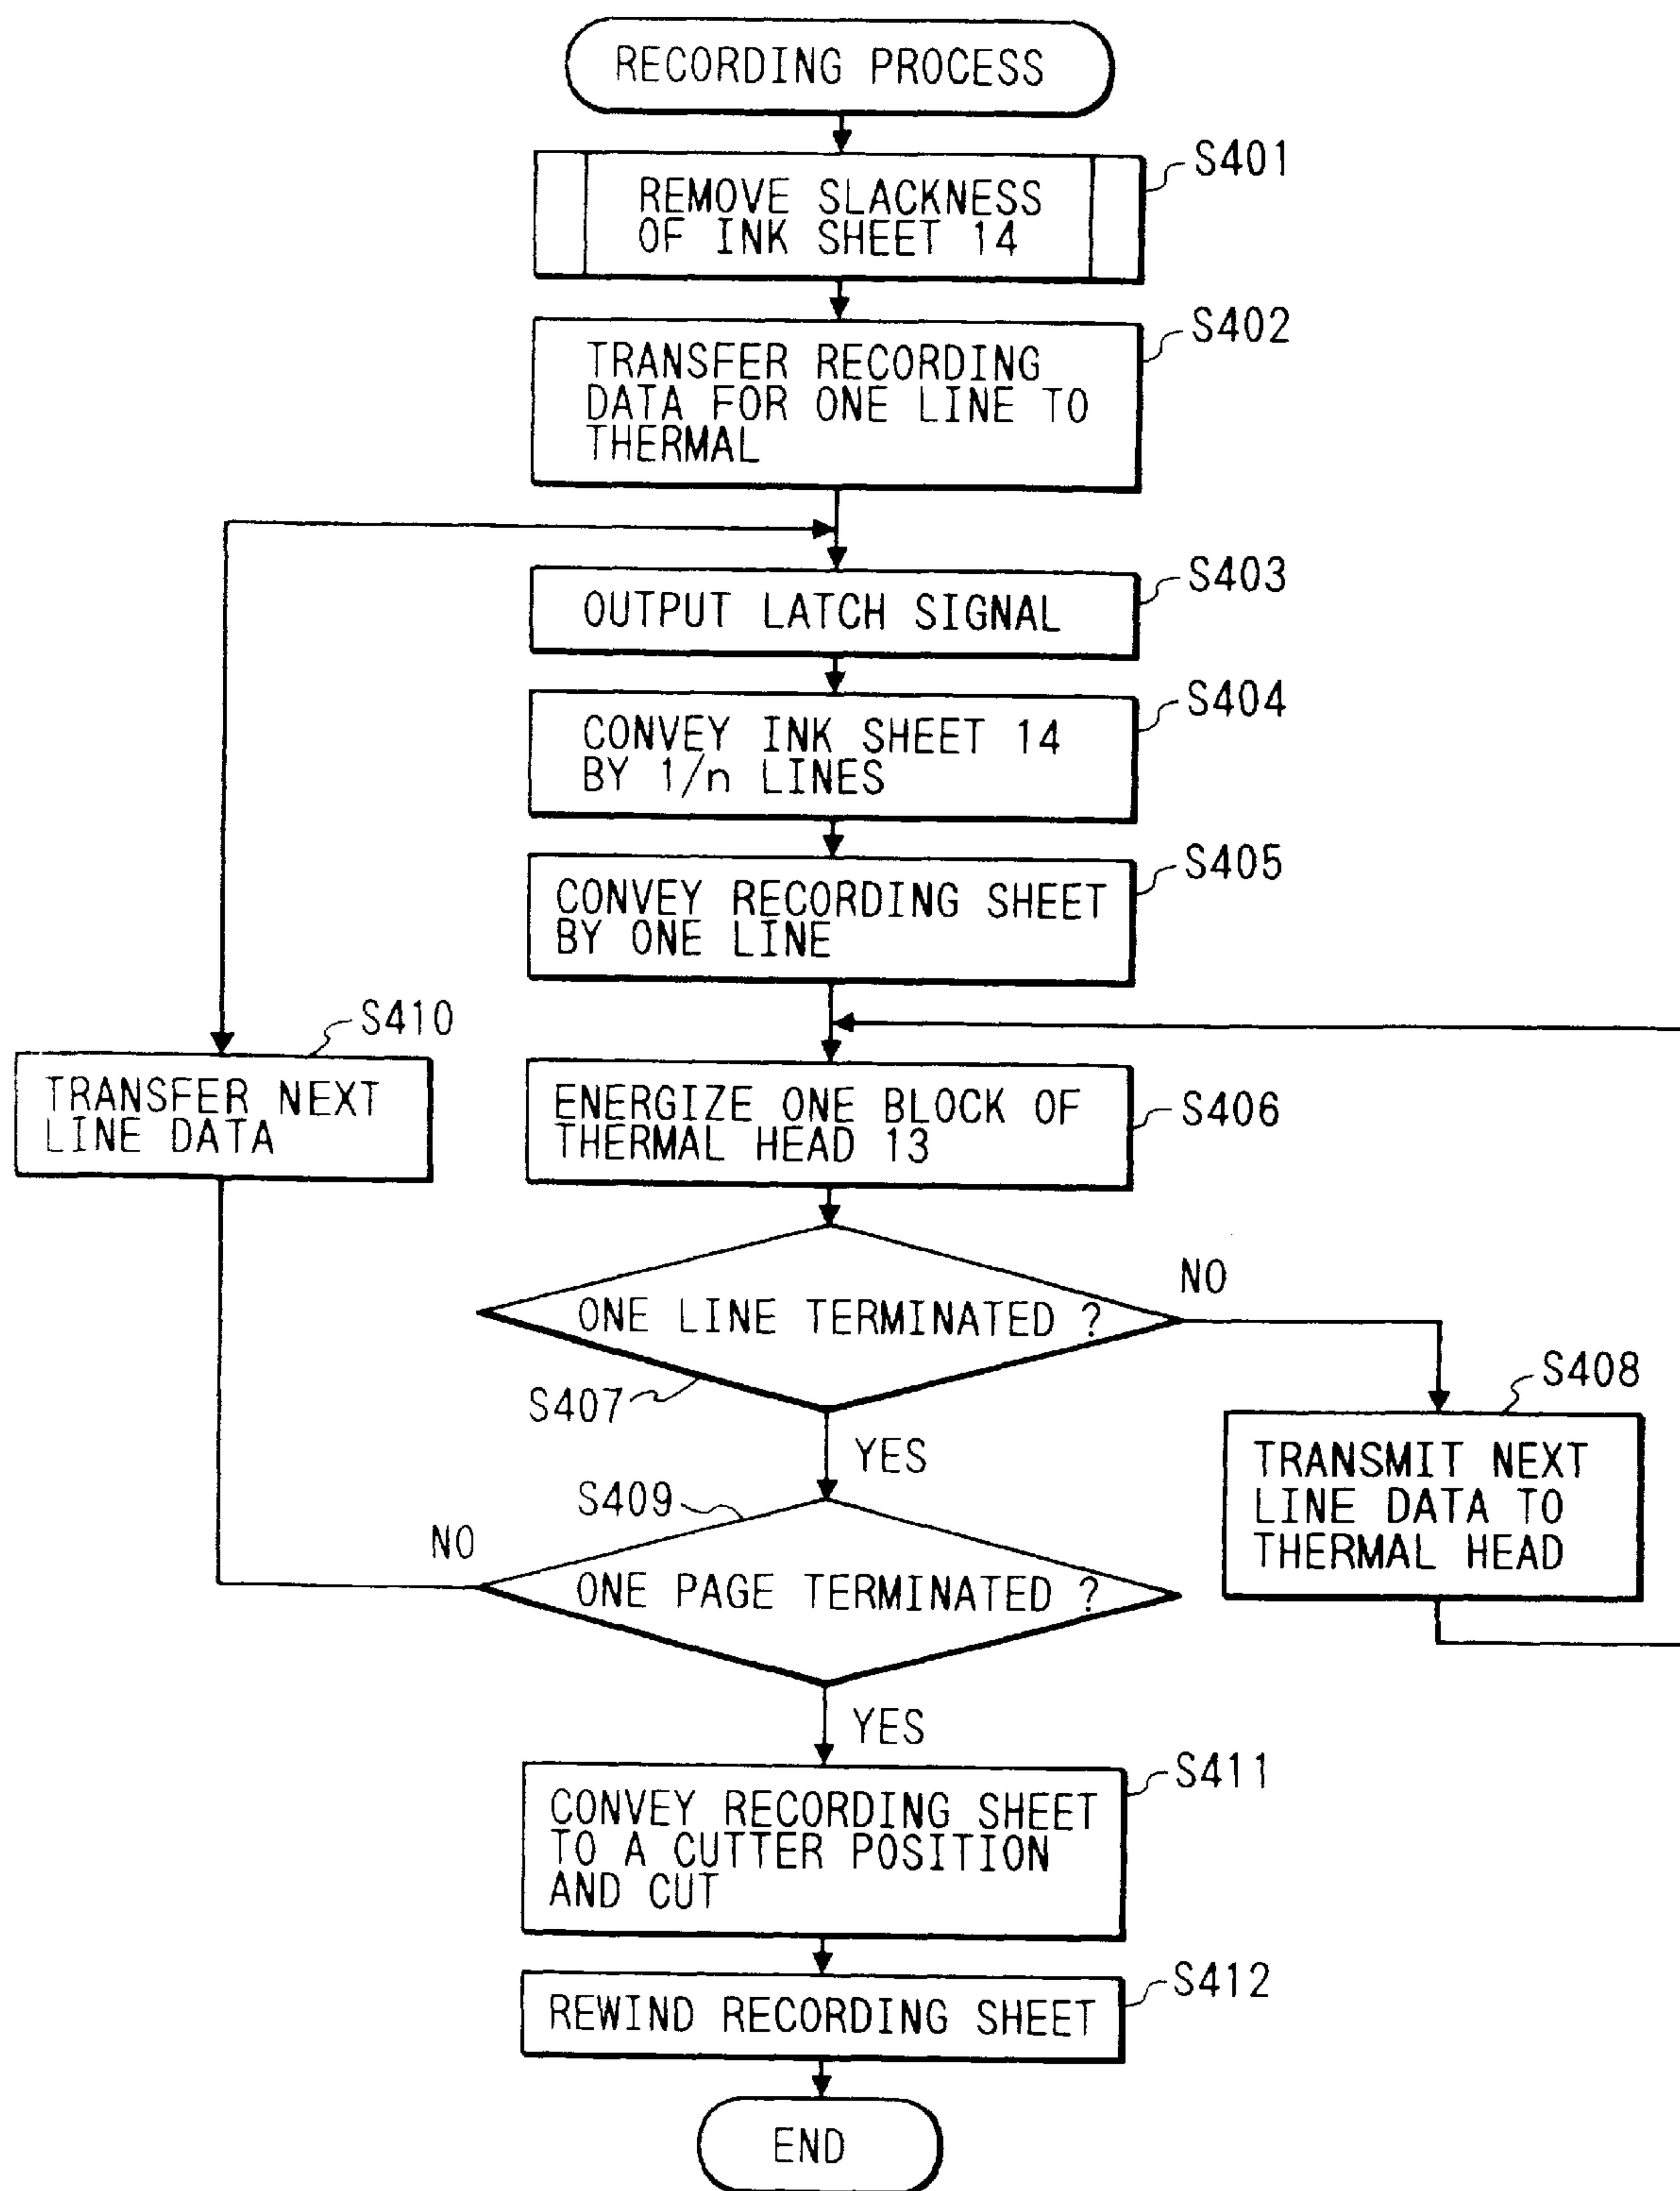 RECORDING PROCESS
S401
REMOVE SLACKNESS
OF INK SHEET 14
S402
TRANSFER RECORDING
DATA FOR ONE LINE TO
THERMAL
S403
OUTPUT LATCH SIGNAL
S404
CONVEY INK SHEET 14
BY 1/n LINES
S405
CONVEY RECORDING SHEET
BY ONE LINE
S410
TRANSFER NEXT
LINE DATA
S406
ENERGIZE ONE BLOCK OF
THERMAL HEAD 13
NO
ONE LINE TERMINATED ?
S407
YES
S408
TRANSMIT NEXT
LINE DATA TO
THERMAL HEAD
S409
NO
ONE PAGE TERMINATED ?
YES
S411
CONVEY RECORDING SHEET
TO A CUTTER POSITION
AND CUT
S412
REWIND RECORDING SHEET
END